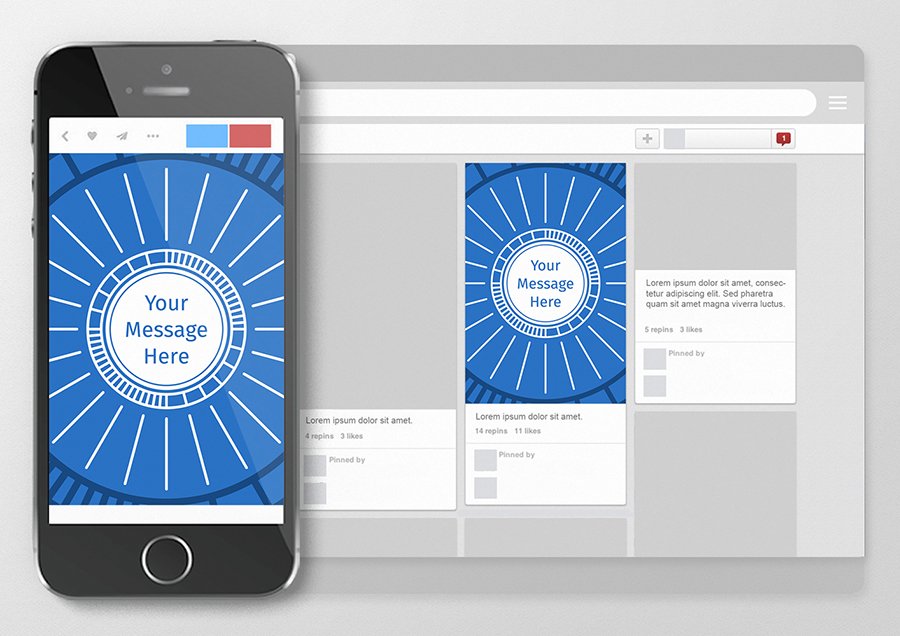 Your
Message
Here
Lorem ipsum dolor sit amet.
4 repins 3 likes
Pinned by
Your
Message
Here
Lorem ipsum dolor sit amet.
14 repins 11 likes
Pinned by
1
Lorem ipsum dolor sit amet, consec-
tetur adipiscing elit. Sed pharetra
quam sit amet magna viverra luctus.
5 repins 3 likes
Pinned by